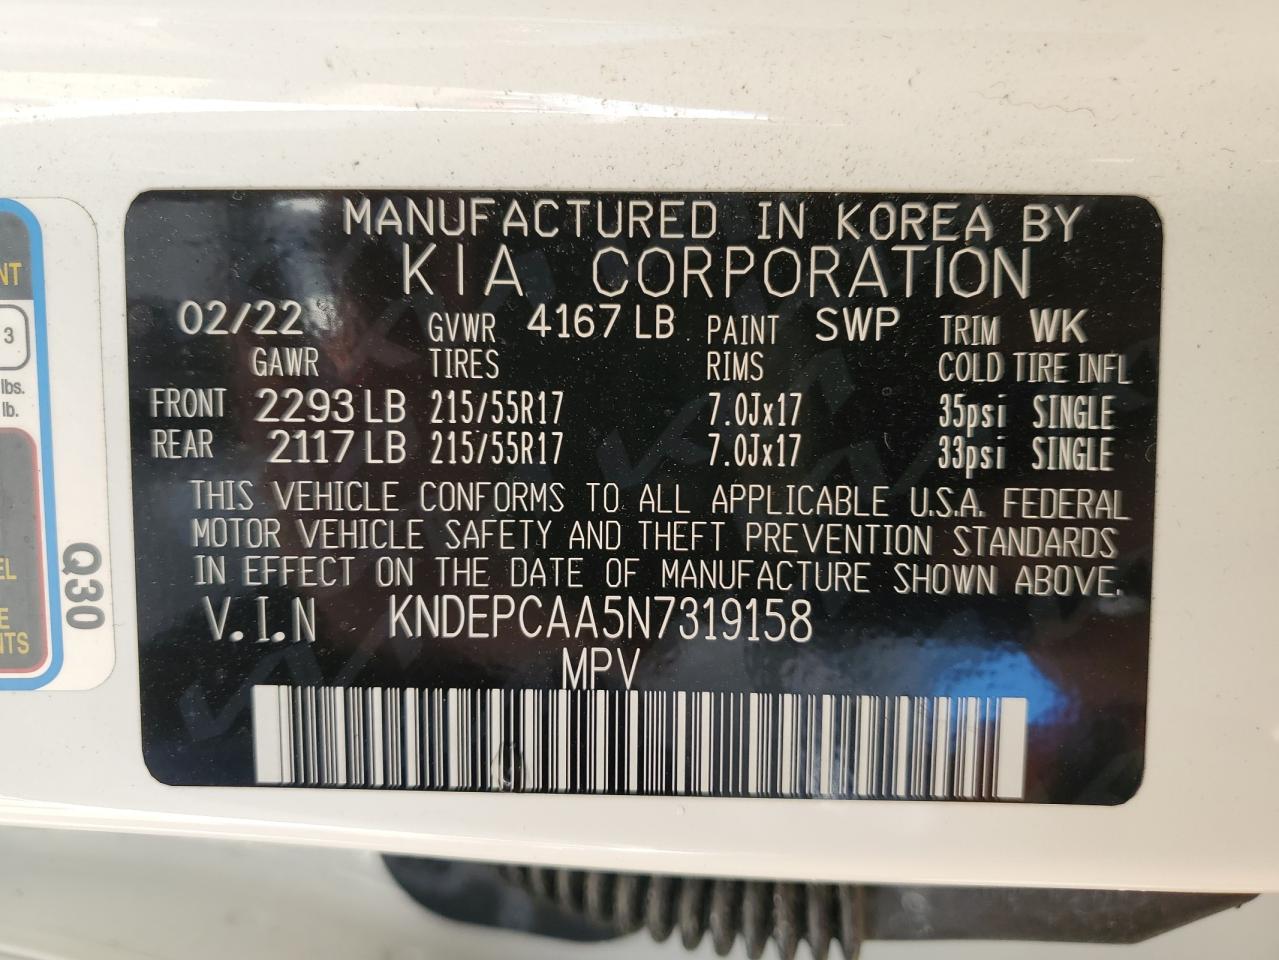 MANUFACTURED IN KOREA BY
KIA CORPORATION
02/22 GVWR 4167 LB PAINT SWP TRIM WK
GAWR TIRES RIMS COLD TIRE INFL
FRONT 2293 LB 215/55R17 7.0Jx17 35psi SINGLE
REAR 2117 LB 215/55R17 7.0Jx17 33psi SINGLE
THIS VEHICLE CONFORMS TO ALL APPLICABLE U.S.A. FEDERAL
MOTOR VEHICLE SAFETY AND THEFT PREVENTION STANDARDS
IN EFFECT ON THE DATE OF MANUFACTURE SHOWN ABOVE.
V.I.N KNDEPCAA5N7319158
MPV
3
lbs.
lb.
Q30